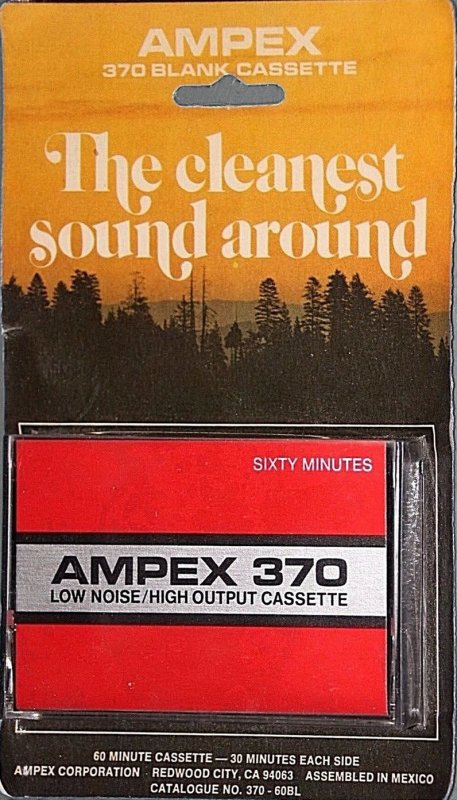 AMPEX
370 BLANK CASSETTE
The cleanest
sound around
SIXTY MINUTES
AMPEX 370
LOW NOISE/HIGH OUTPUT CASSETTE
60 MINUTE CASSETTE — 30 MINUTES EACH SIDE
AMPEX CORPORATION REDWOOD CITY, CA 94063 ASSEMBLED IN MEXICO
CATALOGUE NO. 370 - 60BL